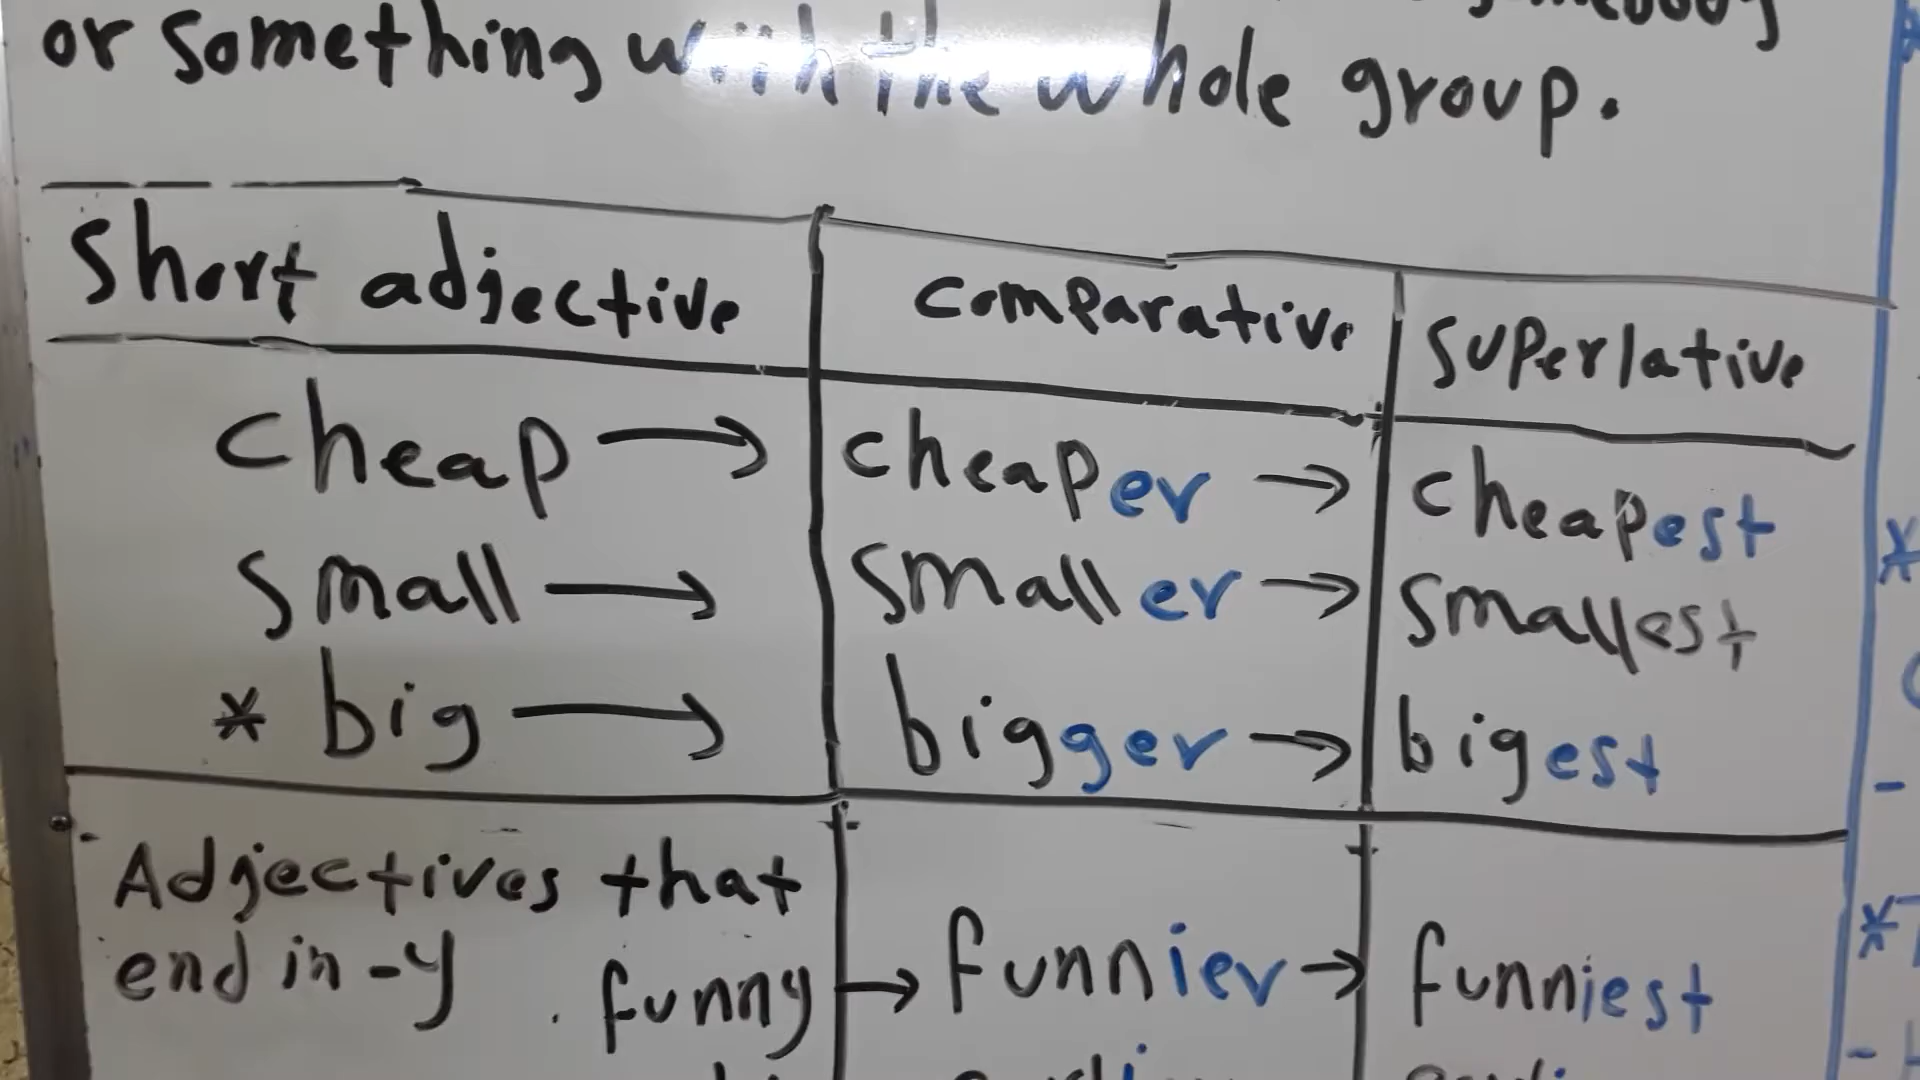 or something with the whole group.
Short adjective comparative superlative
cheap → cheaper → cheapest
small → smaller → smallest
* big → bigger → bigest
Adjectives that
end in -y . funny → funnier → funniest